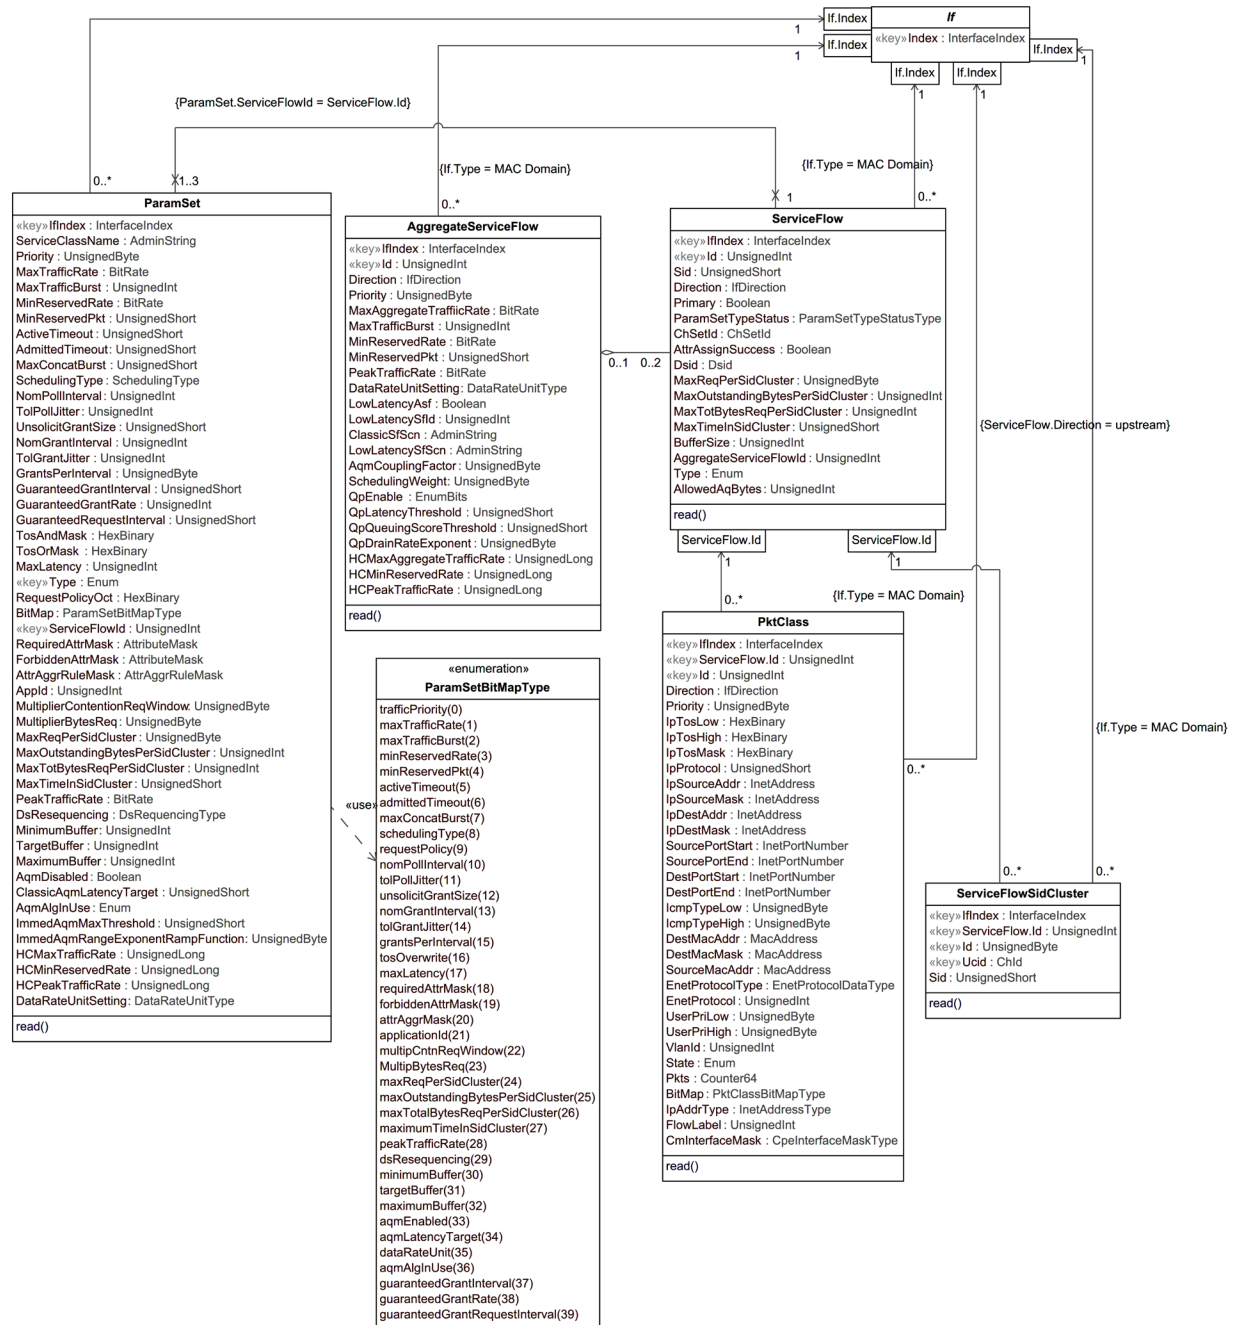 If
«key»Index : InterfaceIndex
If.Index
If.Index
If.Index
If.Index
If.Index
1
1
1
1
1
{ParamSet.ServiceFlowId = ServiceFlow.Id}
{If.Type = MAC Domain}
{If.Type = MAC Domain}
0..*
1..3
0..*
1
0..*
ParamSet
«key»IfIndex : InterfaceIndex
ServiceClassName : AdminString
Priority : UnsignedByte
MaxTrafficRate : BitRate
MaxTrafficBurst : UnsignedInt
MinReservedRate : BitRate
MinReservedPkt : UnsignedShort
ActiveTimeout : UnsignedShort
AdmittedTimeout : UnsignedShort
MaxConcatBurst : UnsignedShort
SchedulingType : SchedulingType
NomPollInterval : UnsignedInt
TolPollJitter : UnsignedInt
UnsolicitGrantSize : UnsignedShort
NomGrantInterval : UnsignedInt
TolGrantJitter : UnsignedInt
GrantsPerInterval : UnsignedByte
GuaranteedGrantInterval : UnsignedShort
GuaranteedGrantRate : UnsignedInt
GuaranteedRequestInterval : UnsignedShort
TosAndMask : HexBinary
TosOrMask : HexBinary
MaxLatency : UnsignedInt
«key»Type : Enum
RequestPolicyOct : HexBinary
BitMap : ParamSetBitMapType
«key»ServiceFlowId : UnsignedInt
RequiredAttrMask : AttributeMask
ForbiddenAttrMask : AttributeMask
AttrAggrRuleMask : AttrAggrRuleMask
AppId : UnsignedInt
MultiplierContentionReqWindow: UnsignedByte
MultiplierBytesReq : UnsignedByte
MaxReqPerSidCluster : UnsignedByte
MaxOutstandingBytesPerSidCluster : UnsignedInt
MaxTotBytesReqPerSidCluster : UnsignedInt
MaxTimeInSidCluster : UnsignedShort
PeakTrafficRate : BitRate
DsResequencing : DsRequencingType
MinimumBuffer : UnsignedInt
TargetBuffer : UnsignedInt
MaximumBuffer : UnsignedInt
AqmDisabled : Boolean
ClassicAqmLatencyTarget : UnsignedShort
AqmAlgInUse : Enum
ImmedAqmMaxThreshold : UnsignedShort
ImmedAqmRangeExponentRampFunction: UnsignedByte
HCMaxTrafficRate : UnsignedLong
HCMinReservedRate : UnsignedLong
HCPeakTrafficRate : UnsignedLong
DataRateUnitSetting: DataRateUnitType
read()
AggregateServiceFlow
«key»IfIndex : InterfaceIndex
«key»Id : UnsignedInt
Direction : IfDirection
Priority : UnsignedByte
MaxAggregateTraffiicRate : BitRate
MaxTrafficBurst : UnsignedInt
MinReservedRate : BitRate
MinReservedPkt : UnsignedShort
PeakTrafficRate : BitRate
DataRateUnitSetting: DataRateUnitType
LowLatencyAsf : Boolean
LowLatencySfId : UnsignedInt
ClassicSfScn : AdminString
LowLatencySfScn : AdminString
AqmCouplingFactor : UnsignedByte
SchedulingWeight: UnsignedByte
QpEnable : EnumBits
QpLatencyThreshold : UnsignedShort
QpQueuingScoreThreshold : UnsignedShort
QpDrainRateExponent : UnsignedByte
HCMaxAggregateTrafficRate : UnsignedLong
HCMinReservedRate : UnsignedLong
HCPeakTrafficRate : UnsignedLong
read()
0..1
0..2
ServiceFlow
«key»IfIndex : InterfaceIndex
«key»Id : UnsignedInt
Sid : UnsignedShort
Direction : IfDirection
Primary : Boolean
ParamSetTypeStatus : ParamSetTypeStatusType
ChSetId : ChSetId
AttrAssignSuccess : Boolean
Dsid : Dsid
MaxReqPerSidCluster : UnsignedByte
MaxOutstandingBytesPerSidCluster : UnsignedInt
MaxTotBytesReqPerSidCluster : UnsignedInt
MaxTimeInSidCluster : UnsignedShort
BufferSize : UnsignedInt
AggregateServiceFlowId : UnsignedInt
Type : Enum
AllowedAqBytes : UnsignedInt
read()
ServiceFlow.Id
ServiceFlow.Id
1
1
{ServiceFlow.Direction = upstream}
{If.Type = MAC Domain}
0..*
PktClass
«key»IfIndex : InterfaceIndex
«key»ServiceFlow.Id : UnsignedInt
«key»Id : UnsignedInt
Direction : IfDirection
Priority : UnsignedByte
IpTosLow : HexBinary
IpTosHigh : HexBinary
IpTosMask : HexBinary
IpProtocol : UnsignedShort
IpSourceAddr : InetAddress
IpSourceMask : InetAddress
IpDestAddr : InetAddress
IpDestMask : InetAddress
SourcePortStart : InetPortNumber
SourcePortEnd : InetPortNumber
DestPortStart : InetPortNumber
DestPortEnd : InetPortNumber
IcmpTypeLow : UnsignedByte
IcmpTypeHigh : UnsignedByte
DestMacAddr : MacAddress
DestMacMask : MacAddress
SourceMacAddr : MacAddress
EnetProtocolType : EnetProtocolDataType
EnetProtocol : UnsignedInt
UserPriLow : UnsignedByte
UserPriHigh : UnsignedByte
VlanId : UnsignedInt
State : Enum
Pkts : Counter64
BitMap : PktClassBitMapType
IpAddrType : InetAddressType
FlowLabel : UnsignedInt
CmInterfaceMask : CpeInterfaceMaskType
read()
0..*
{If.Type = MAC Domain}
0..*
0..*
ServiceFlowSidCluster
«key»IfIndex : InterfaceIndex
«key»ServiceFlow.Id : UnsignedInt
«key»Id : UnsignedByte
«key»Ucid : ChId
Sid : UnsignedShort
read()
«use»
«enumeration»
ParamSetBitMapType
trafficPriority(0)
maxTrafficRate(1)
maxTrafficBurst(2)
minReservedRate(3)
minReservedPkt(4)
activeTimeout(5)
admittedTimeout(6)
maxConcatBurst(7)
schedulingType(8)
requestPolicy(9)
nomPollInterval(10)
tolPollJitter(11)
unsolicitGrantSize(12)
nomGrantInterval(13)
tolGrantJitter(14)
grantsPerInterval(15)
tosOverwrite(16)
maxLatency(17)
requiredAttrMask(18)
forbiddenAttrMask(19)
attrAggrMask(20)
applicationId(21)
multipCntnReqWindow(22)
MultipBytesReq(23)
maxReqPerSidCluster(24)
maxOutstandingBytesPerSidCluster(25)
maxTotalBytesReqPerSidCluster(26)
maximumTimeInSidCluster(27)
peakTrafficRate(28)
dsResequencing(29)
minimumBuffer(30)
targetBuffer(31)
maximumBuffer(32)
aqmEnabled(33)
aqmLatencyTarget(34)
dataRateUnit(35)
aqmAlgInUse(36)
guaranteedGrantInterval(37)
guaranteedGrantRate(38)
guaranteedGrantRequestInterval(39)